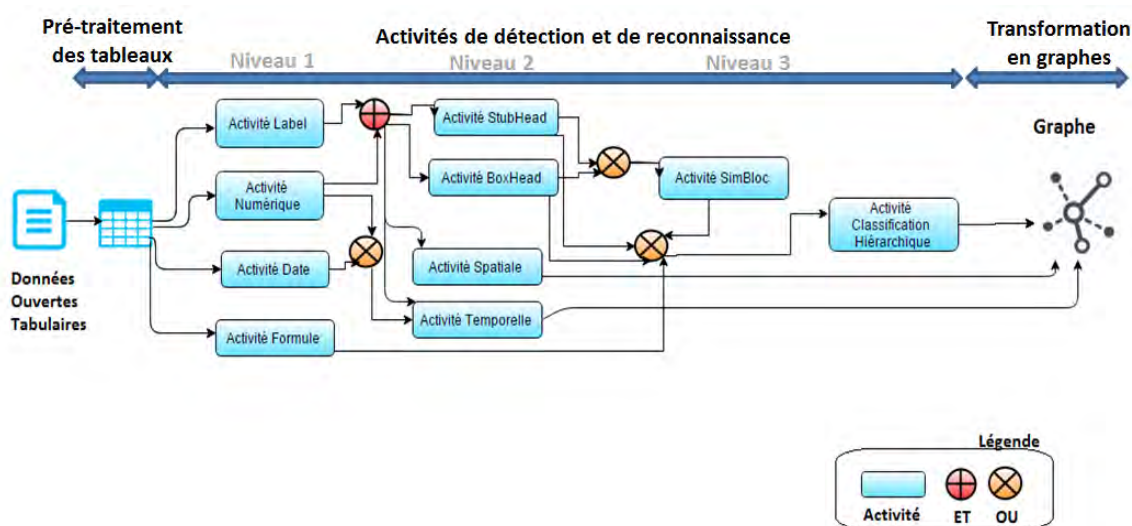 Pré-traitement
des tableaux
Activités de détection et de reconnaissance
Transformation
en graphes
Niveau 1
Niveau 2
Niveau 3
Activité Label
Activité StubHead
Graphe
Activité BoxHead
Activité SimBloc
Activité
Numérique
Activité
Classification
Hiérarchique
Activité Date
Activité Spatiale
Données
Ouvertes
Tabulaires
Activité Formule
Activité Temporelle
Légende
Activité
ET
OU